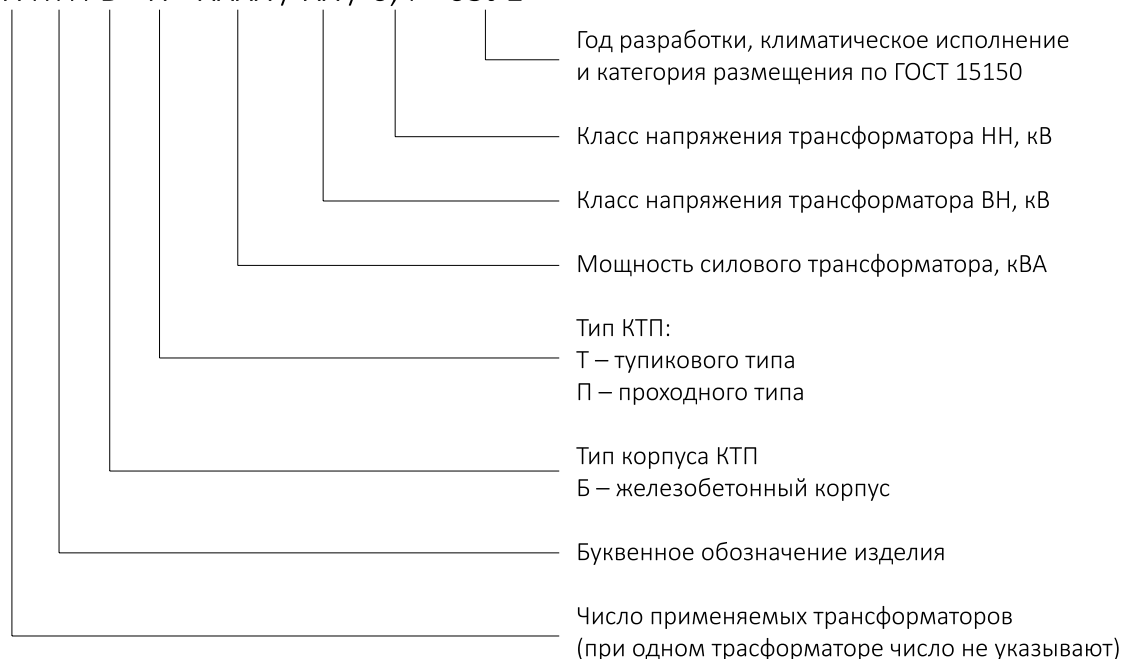 Год разработки, климатическое исполнение
и категория размещения по ГОСТ 15150
Класс напряжения трансформатора НН, кВ
Класс напряжения трансформатора ВН, кВ
Мощность силового трансформатора, кВА
Тип КТП:
Т – тупикового типа
П – проходного типа
Тип корпуса КТП
Б – железобетонный корпус
Буквенное обозначение изделия
Число применяемых трансформаторов
(при одном трасформаторе число не указывают)